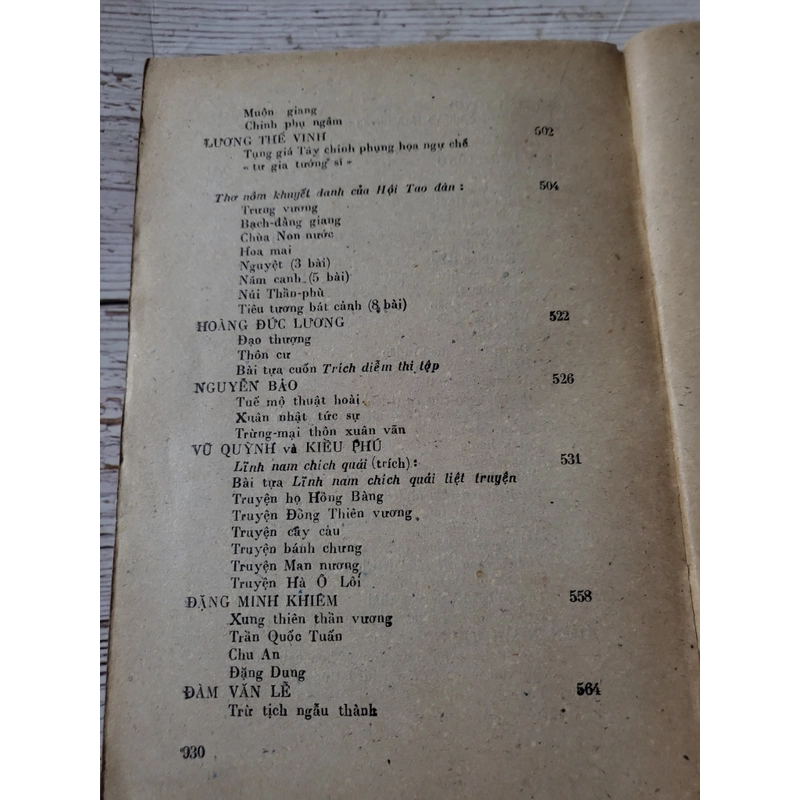 Muôn giang
Chinh phụ ngâm
LƯƠNG THẾ VINH 502
Tụng giá Tây chinh phụng họa ngự chế
« tư gia tướng sĩ »
Thơ nôm khuyết danh của Hội Tao đàn : 504
Trưng vương
Bạch-đằng giang
Chùa Non nước
Hoa mai
Nguyệt (3 bài)
Năm canh (5 bài)
Núi Thần-phù
Tiêu tương bát cảnh (8 bài)
HOÀNG ĐỨC LƯƠNG 522
Đạo thượng
Thôn cư
Bài tựa cuốn Trích diễm thi tập
NGUYỄN BẢO 526
Tuế mộ thuật hoài
Xuân nhật tức sự
Trừng-mại thôn xuân vãn
VŨ QUỲNH và KIỀU PHÚ
Lĩnh nam chích quái (trích) : 531
Bài tựa Lĩnh nam chích quái liệt truyện
Truyện họ Hồng Bàng
Truyện Đổng Thiên vương
Truyện cây cau
Truyện bánh chưng
Truyện Man nương
Truyện Hà Ô Lôi
ĐẶNG MINH KHIÊM 558
Xung thiên thần vương
Trần Quốc Tuấn
Chu An
Đặng Dung
ĐÀM VĂN LỄ 564
Trừ tịch ngẫu thành
930